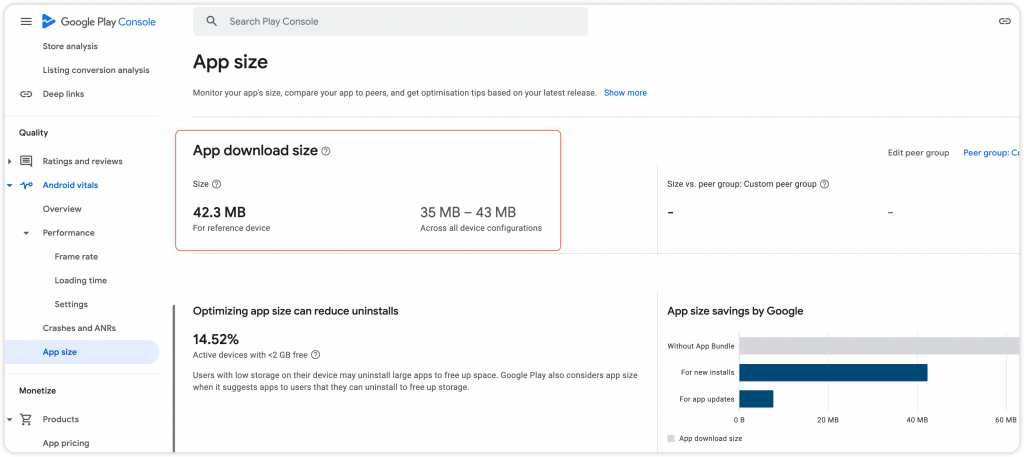 Google Play Console
Search Play Console
Store analysis
Listing conversion analysis
Deep links
Quality
Ratings and reviews
Android vitals
Overview
Performance
Frame rate
Loading time
Settings
Crashes and ANRs
App size
Monetize
Products
App pricing
App size
Monitor your app's size, compare your app to peers, and get optimisation tips based on your latest release. Show more
App download size
Edit peer group
Peer group: Cu
Size
42.3 MB
For reference device
35 MB – 43 MB
Across all device configurations
Size vs. peer group: Custom peer group
-
–
Optimizing app size can reduce uninstalls
14.52%
Active devices with <2 GB free
Users with low storage on their device may uninstall large apps to free up space. Google Play also considers app size
when it suggests apps to users that they can uninstall to free up storage.
App size savings by Google
Without App Bundle
For new installs
For app updates
0 B 20 MB 40 MB 60 MB
App download size